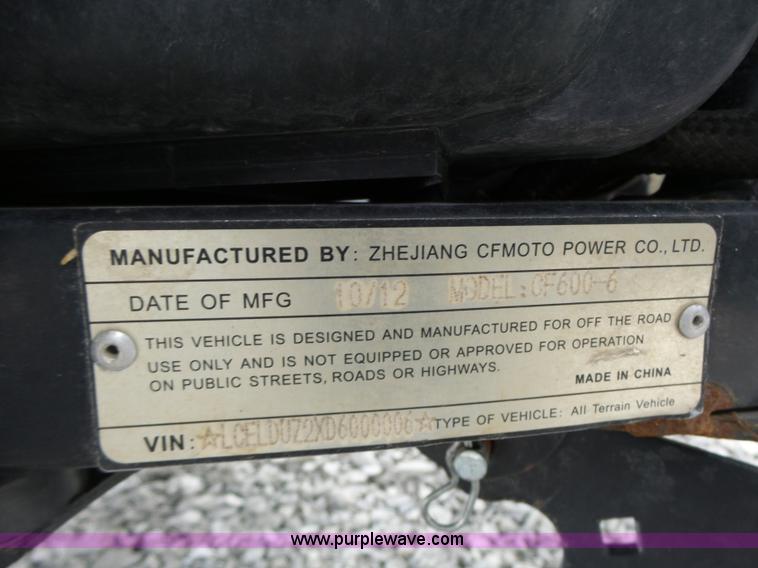 MANUFACTURED BY: ZHEJIANG CFMOTO POWER CO., LTD.
DATE OF MFG 10/12 MODEL: CF600-6
THIS VEHICLE IS DESIGNED AND MANUFACTURED FOR OFF THE ROAD
USE ONLY AND IS NOT EQUIPPED OR APPROVED FOR OPERATION
ON PUBLIC STREETS, ROADS OR HIGHWAYS.
MADE IN CHINA
VIN: ☆LCELDUZ2XD6000006☆ TYPE OF VEHICLE: All Terrain Vehicle
www.purplewave.com